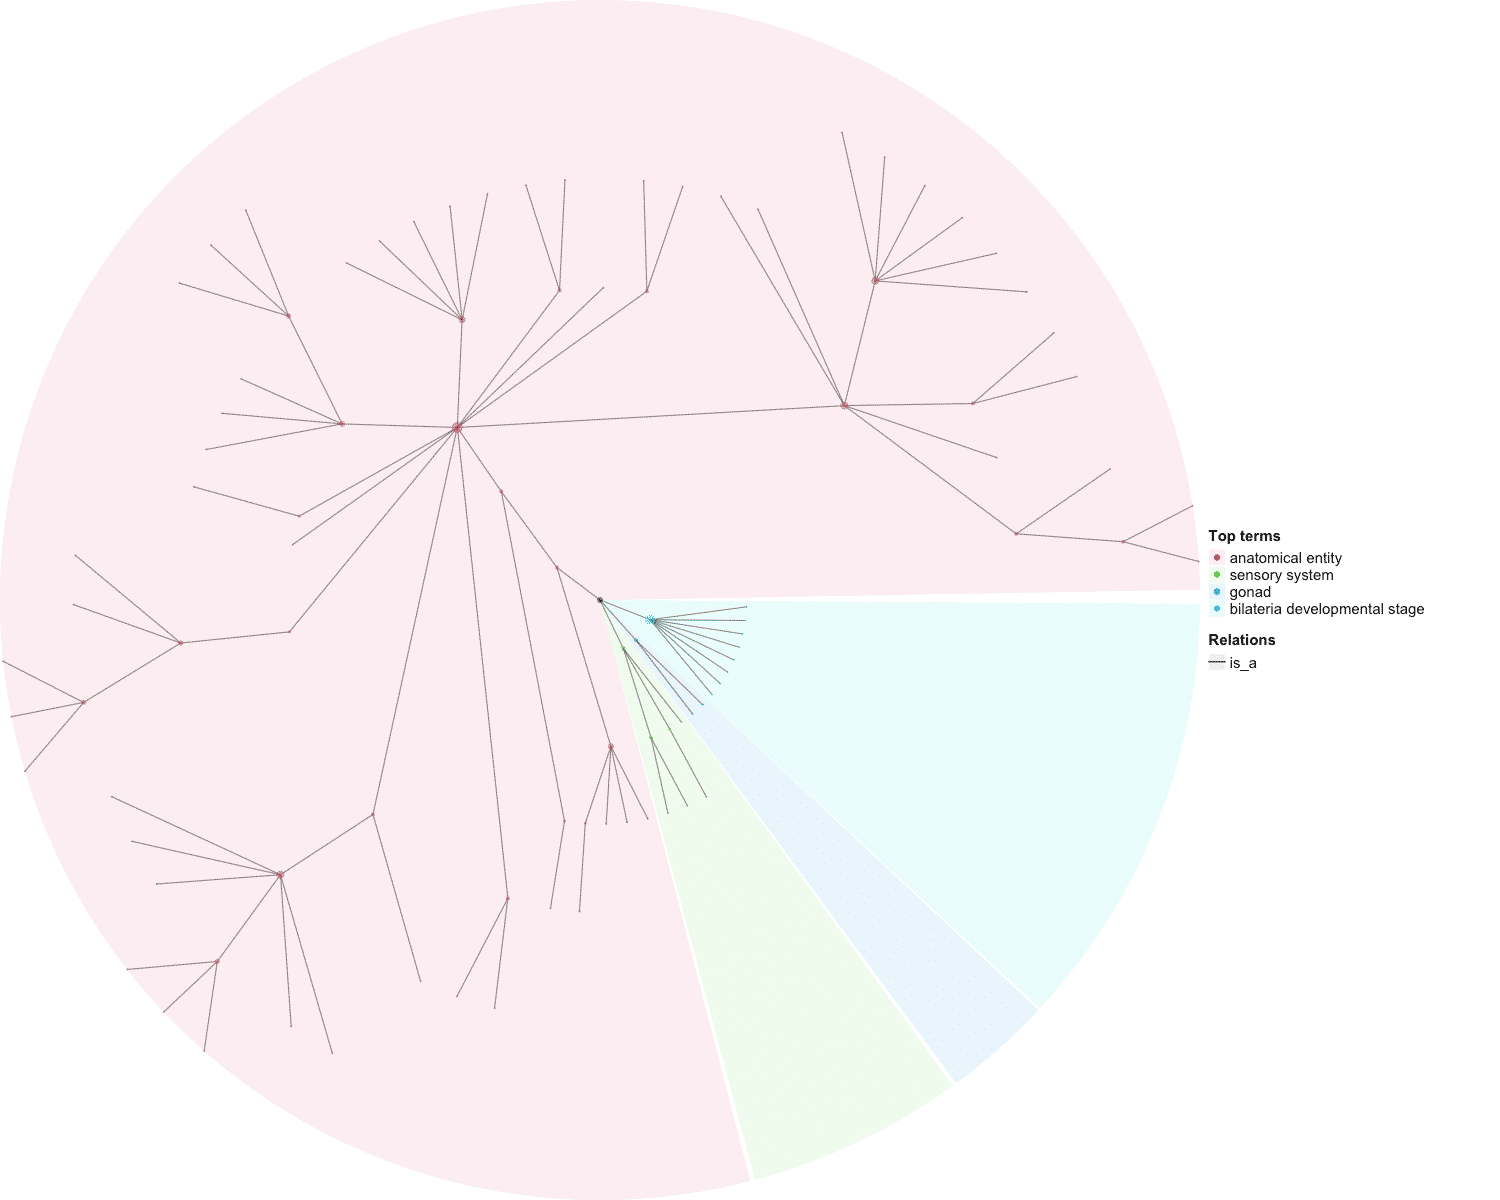 Top terms
anatomical entity
sensory system
gonad
bilateria developmental stage
Relations
is_a